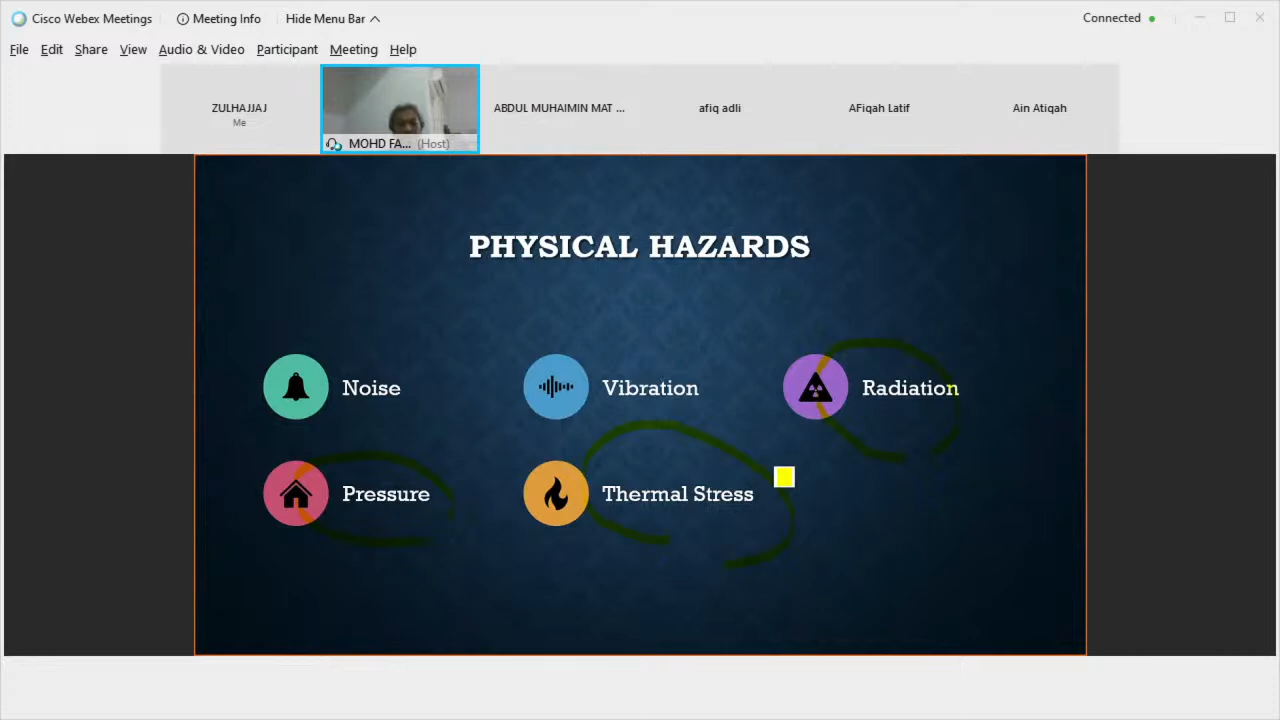 Cisco Webex Meetings Meeting Info Hide Menu Bar Connected
File Edit Share View Audio & Video Participant Meeting Help
ZULHAJJAJ
Me
MOHD FA... (Host)
ABDUL MUHAIMIN MAT ...
afiq adli
AFiqah Latif
Ain Atiqah
PHYSICAL HAZARDS
Noise
Vibration
Radiation
Pressure
Thermal Stress